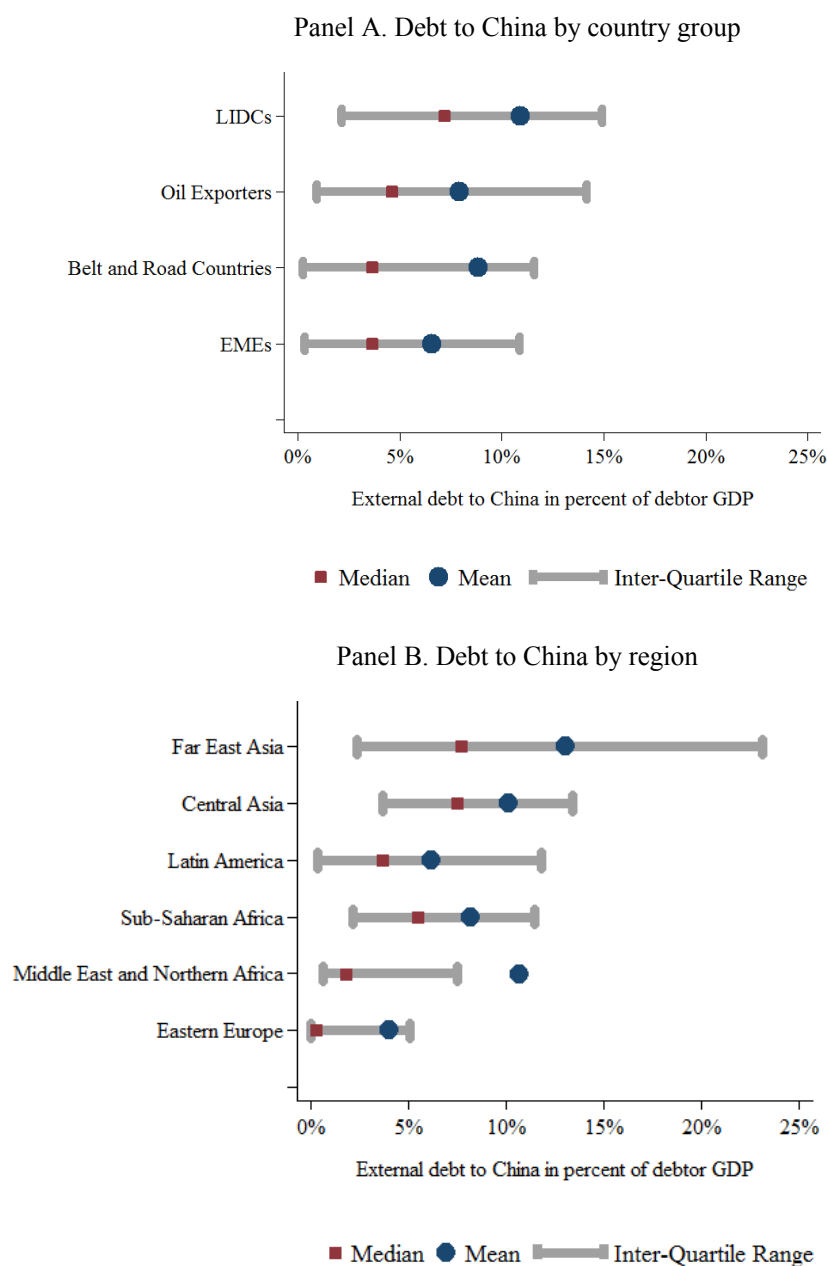 Panel A. Debt to China by country group
LIDCs
Oil Exporters
Belt and Road Countries
EMEs
0% 5% 10% 15% 20% 25%
External debt to China in percent of debtor GDP
Median Mean Inter-Quartile Range
Panel B. Debt to China by region
Far East Asia
Central Asia
Latin America
Sub-Saharan Africa
Middle East and Northern Africa
Eastern Europe
0% 5% 10% 15% 20% 25%
External debt to China in percent of debtor GDP
Median Mean Inter-Quartile Range